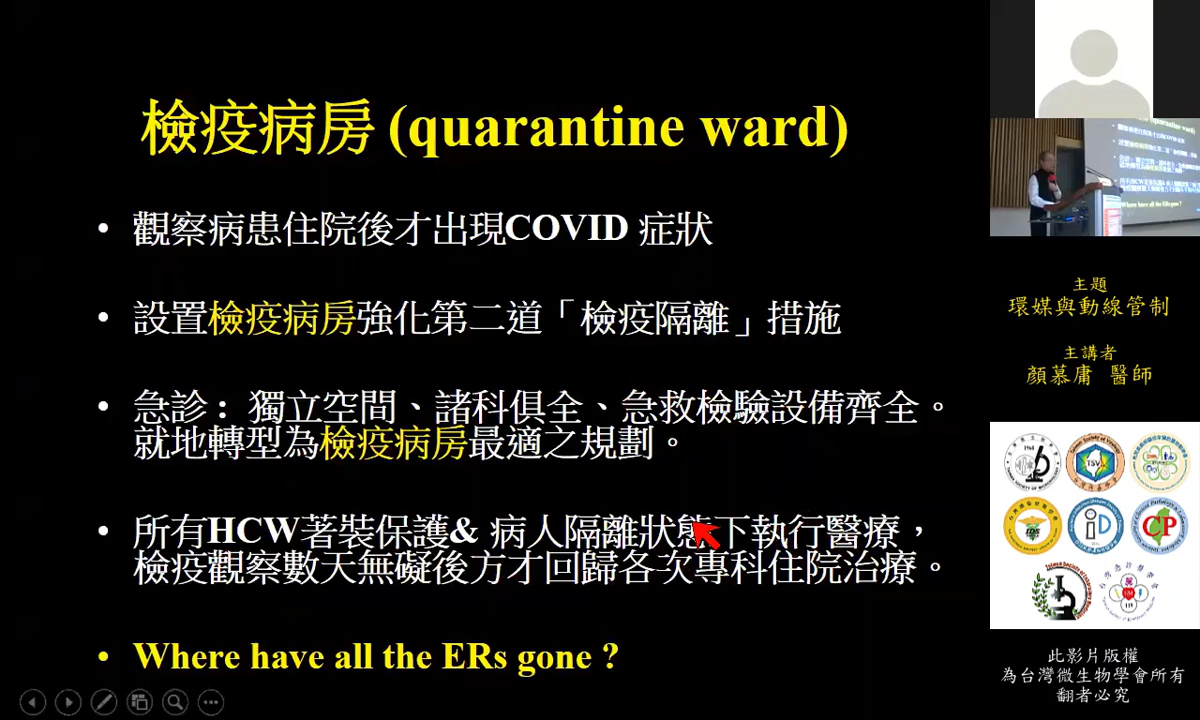 檢疫病房 (quarantine ward)
• 觀察病患住院後才出現COVID 症狀
• 設置檢疫病房強化第二道「檢疫隔離」措施
• 急診 : 獨立空間、諸科俱全、急救檢驗設備齊全。
就地轉型為檢疫病房最適之規劃。
• 所有HCW著裝保護& 病人隔離狀態下執行醫療，
檢疫觀察數天無礙後方才回歸各次專科住院治療。
• Where have all the ERs gone ?
主題
環媒與動線管制
主講者
顏慕庸 醫師
TSV
iD
CP
此影片版權
為台灣微生物學會所有
翻者必究